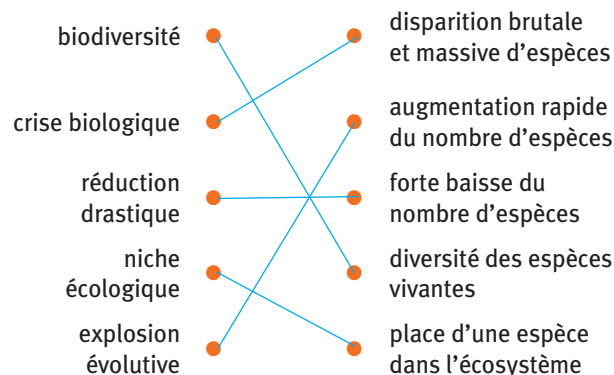 biodiversité
crise biologique
réduction
drastique
niche
écologique
explosion
évolutive
disparition brutale
et massive d’espèces
augmentation rapide
du nombre d’espèces
forte baisse du
nombre d’espèces
diversité des espèces
vivantes
place d’une espèce
dans l’écosystème